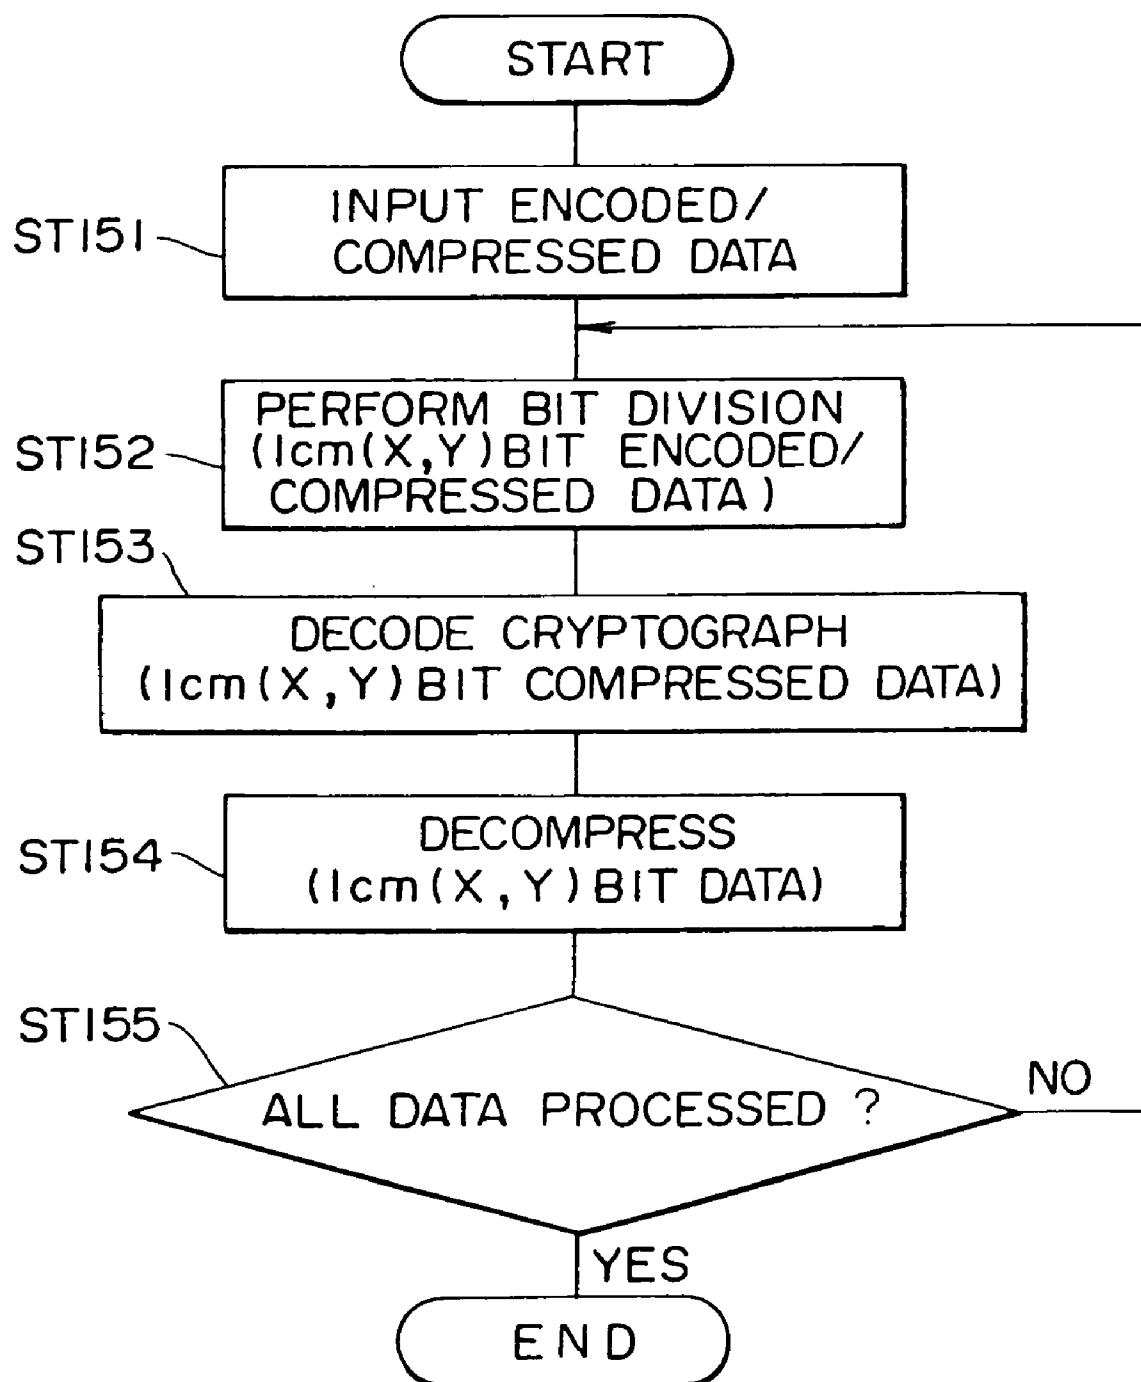 START
ST151
INPUT ENCODED/
COMPRESSED DATA
ST152
PERFORM BIT DIVISION
(lcm(X,Y)BIT ENCODED/
COMPRESSED DATA)
ST153
DECODE CRYPTOGRAPH
(lcm(X,Y)BIT COMPRESSED DATA)
ST154
DECOMPRESS
(lcm(X,Y)BIT DATA)
ST155
ALL DATA PROCESSED ?
NO
YES
END